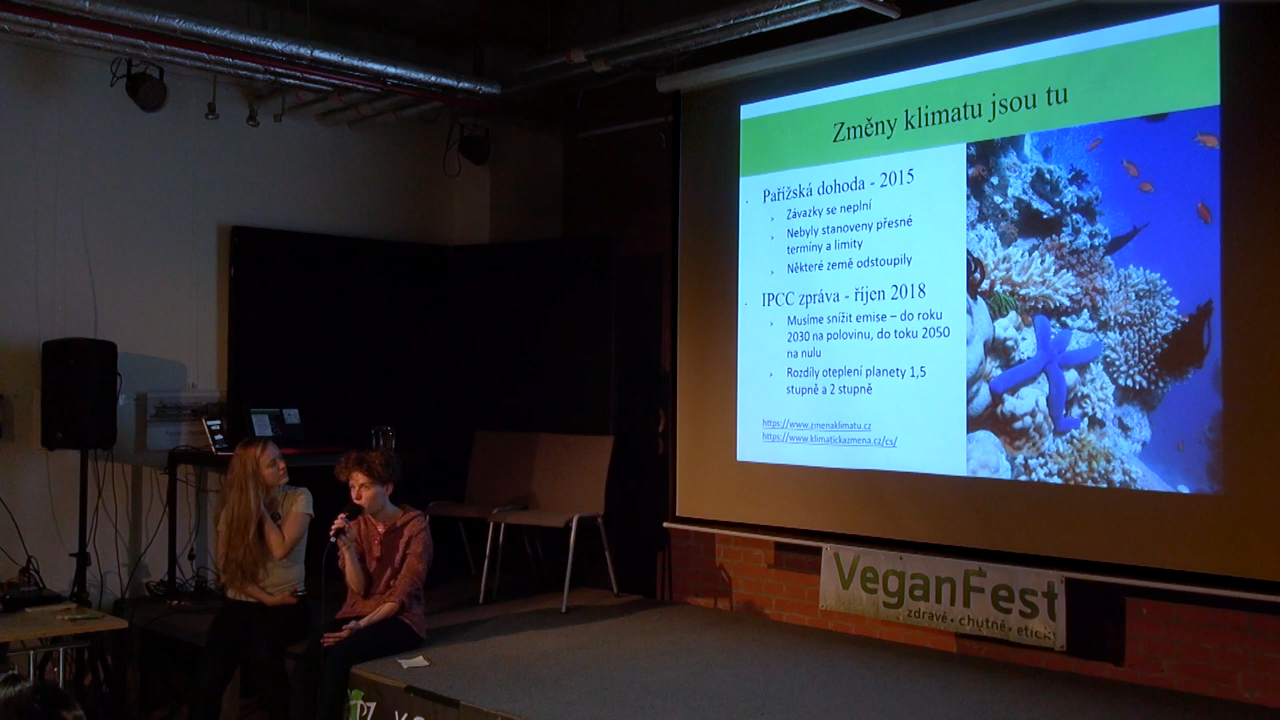 Změny klimatu jsou tu
Pařížská dohoda - 2015
Závazky se neplní
Nebyly stanoveny přesné
termíny a limity
Některé země odstoupily
IPCC zpráva - říjen 2018
Musíme snížit emise – do roku
2030 na polovinu, do toku 2050
na nulu
Rozdíly oteplení planety 1,5
stupně a 2 stupně
https://www.zmenaklimatu.cz
https://www.klimatickazmena.cz/cs/
VeganFest
zdravě • chutně • eticky